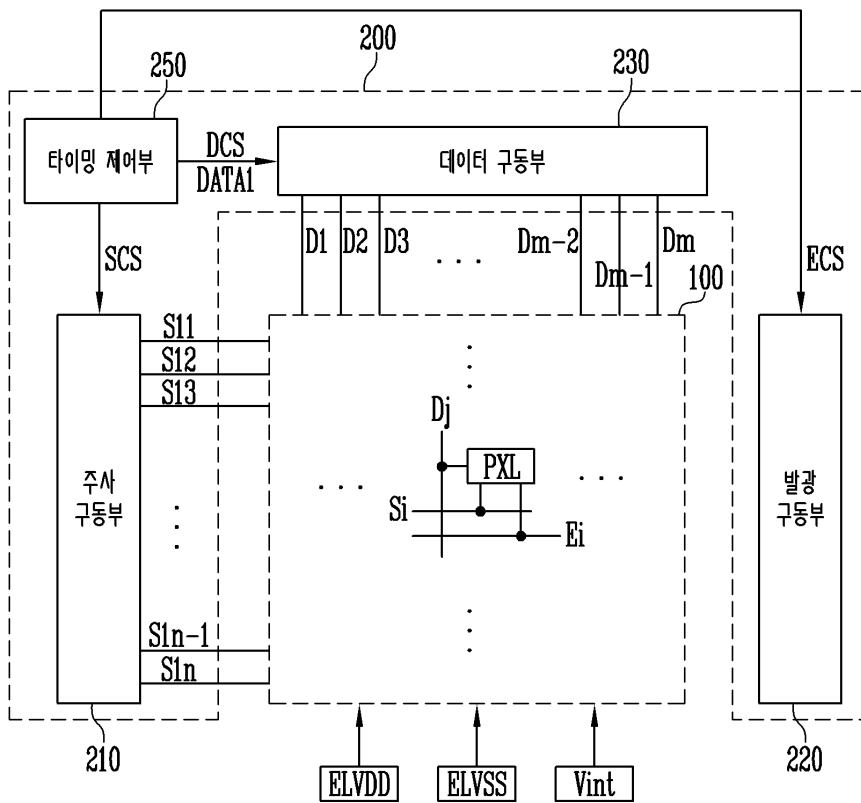 200
250
230
타이밍 제어부
DCS
DATA1
데이터 구동부
D1 D2 D3 . . . Dm-2 Dm-1 Dm
SCS
ECS
100
S11
S12
S13
Dj
PXL
Si
Ei
주사
구동부
발광
구동부
S1n-1
S1n
210
220
ELVDD
ELVSS
Vint